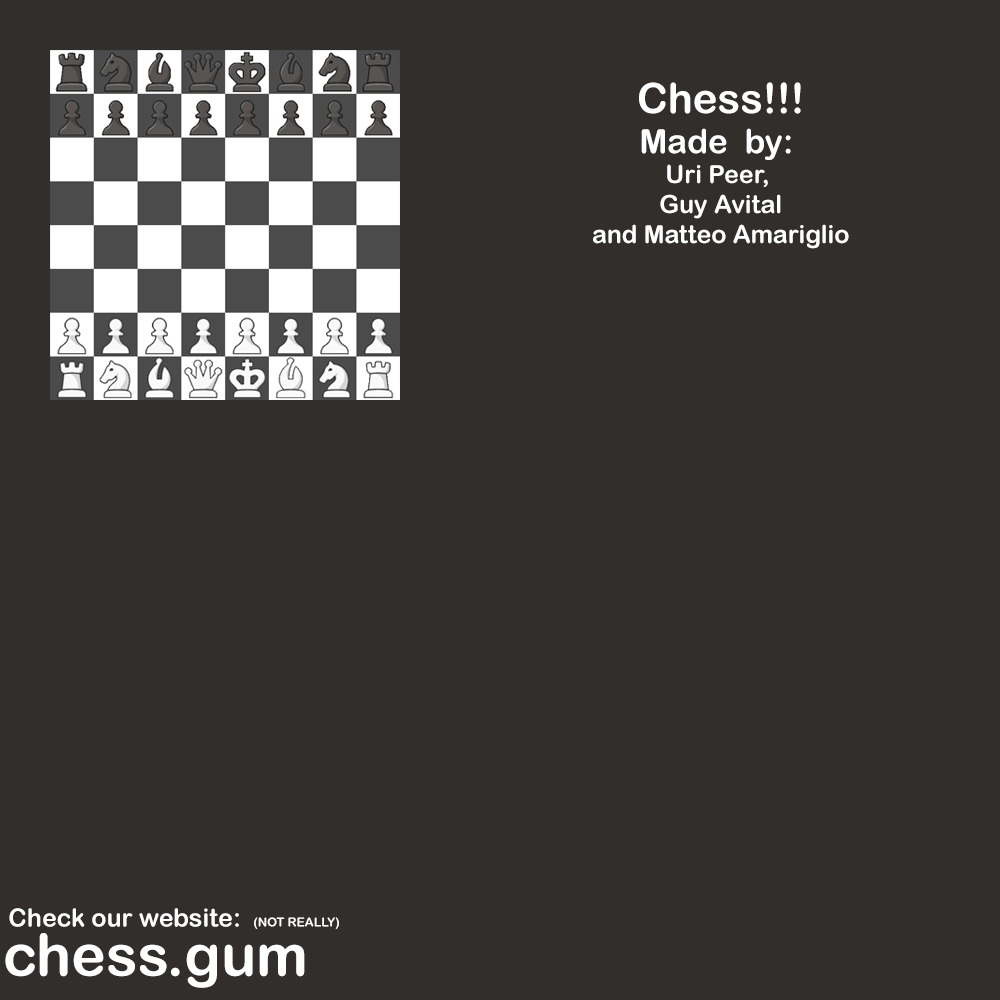 Chess!!!
Made by:
Uri Peer,
Guy Avital
and Matteo Amariglio
Check our website: (NOT REALLY)
chess.gum